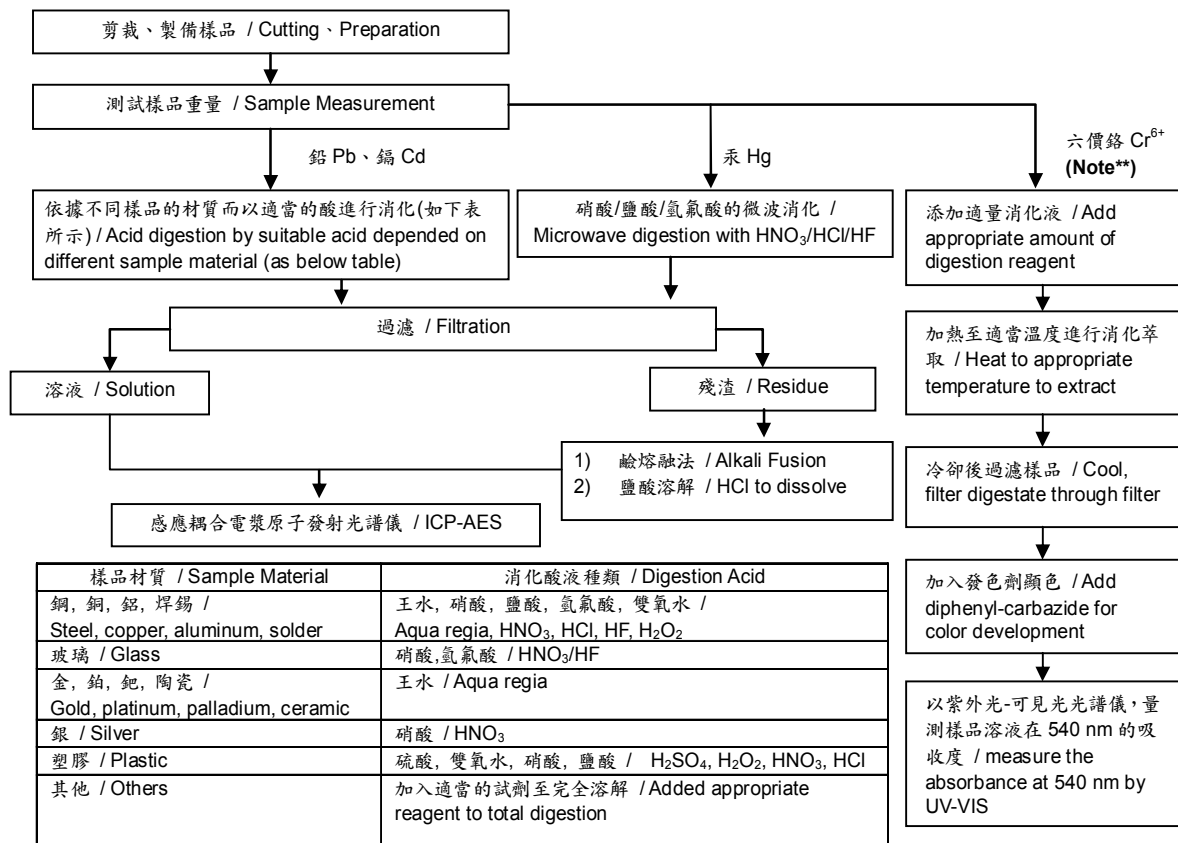 剪裁、製備樣品 / Cutting、Preparation
測試樣品重量 / Sample Measurement
鉛 Pb、鎘 Cd
汞 Hg
六價鉻 Cr6+
(Note**)
依據不同樣品的材質而以適當的酸進行消化(如下表
所示) / Acid digestion by suitable acid depended on
different sample material (as below table)
硝酸/鹽酸/氫氟酸的微波消化 /
Microwave digestion with HNO3/HCl/HF
添加適量消化液 / Add
appropriate amount of
digestion reagent
過濾 / Filtration
加熱至適當溫度進行消化萃
取 / Heat to appropriate
temperature to extract
溶液 / Solution
殘渣 / Residue
1) 鹼熔融法 / Alkali Fusion
2) 鹽酸溶解 / HCl to dissolve
冷卻後過濾樣品 / Cool,
filter digestate through filter
感應耦合電漿原子發射光譜儀 / ICP-AES
加入發色劑顯色 / Add
diphenyl-carbazide for
color development
以紫外光-可見光光譜儀,量
測樣品溶液在 540 nm 的吸
收度 / measure the
absorbance at 540 nm by
UV-VIS
樣品材質 / Sample Material 消化酸液種類 / Digestion Acid
鋼, 銅, 鋁, 焊錫 / 王水, 硝酸, 鹽酸, 氫氟酸, 雙氧水 /
Steel, copper, aluminum, solder Aqua regia, HNO3, HCl, HF, H2O2
玻璃 / Glass 硝酸,氫氟酸 / HNO3/HF
金, 鉑, 鈀, 陶瓷 / 王水 / Aqua regia
Gold, platinum, palladium, ceramic
銀 / Silver 硝酸 / HNO3
塑膠 / Plastic 硫酸, 雙氧水, 硝酸, 鹽酸 / H2SO4, H2O2, HNO3, HCl
其他 / Others 加入適當的試劑至完全溶解 / Added appropriate
reagent to total digestion